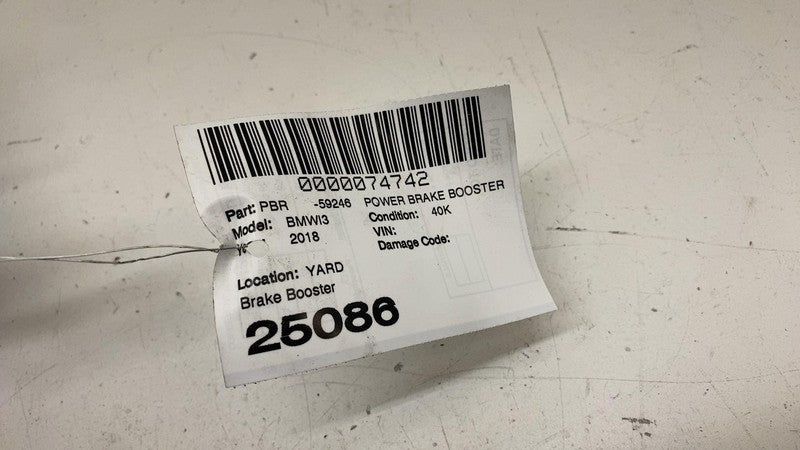 0000074742
Part: PBR -59246 POWER BRAKE BOOSTER
Model: BMWI3 Condition: 40K
2018 VIN:
Damage Code:
Location: YARD
Brake Booster
25086